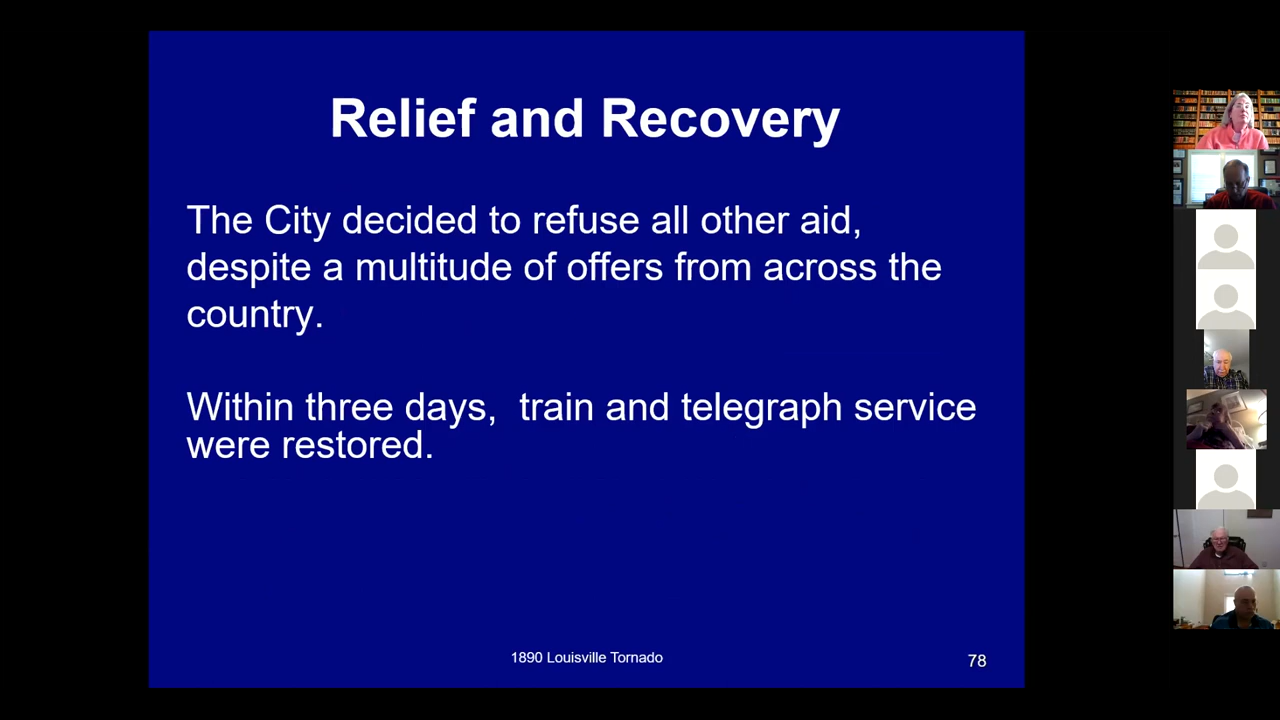 Relief and Recovery
The City decided to refuse all other aid,
despite a multitude of offers from across the
country.
Within three days,  train and telegraph service
were restored.
1890 Louisville Tornado
78